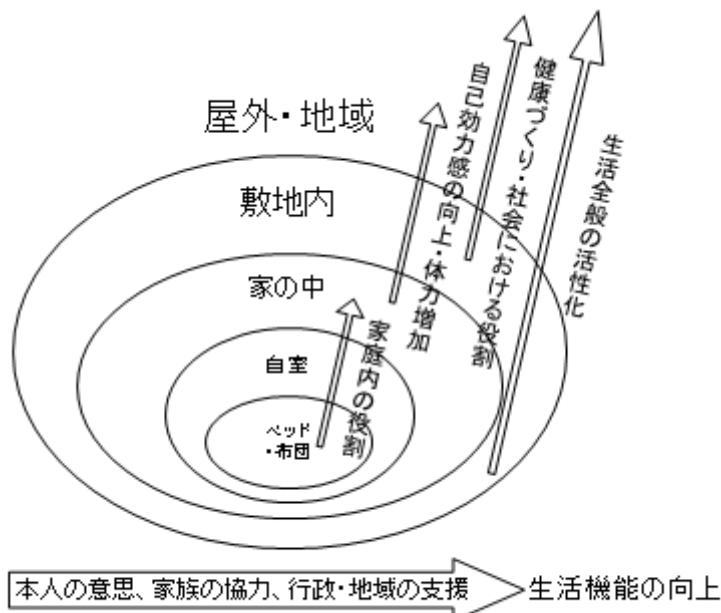 屋外・地域
敷地内
家の中
自室
ベッド
・布団
家庭内の役割
自己効力感の向上・体力増加
健康づくり・社会における役割
生活全般の活性化
本人の意思、家族の協力、行政・地域の支援
生活機能の向上